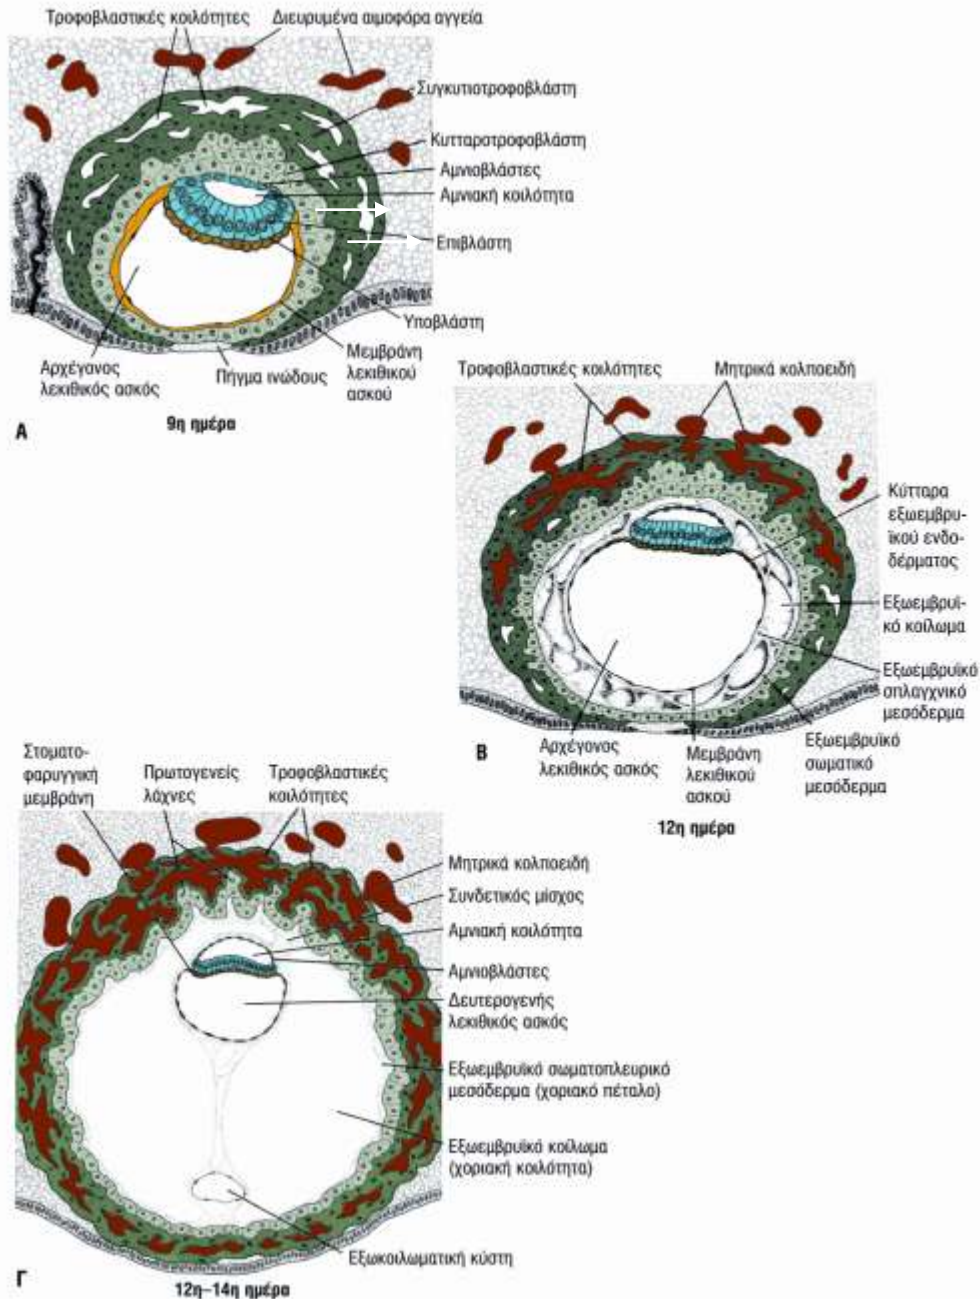 Τροφοβλαστικές κοιλότητες
Διευρυμένα αιμοφόρα αγγεία
Συγκυτιοτροφοβλάστη
Κυτταροτροφοβλάστη
Αμνιοβλάστες
Αμνιακή κοιλότητα
Επιβλάστη
Υποβλάστη
Μεμβράνη
λεκιθικού
ασκού
Πήγμα ινώδους
Αρχέγονος
λεκιθικός ασκός
Α
9η ημέρα
Τροφοβλαστικές κοιλότητες
Μητρικά κολποειδή
Κύτταρα
εξωεμβρυ-
ϊκού ενδο-
δέρματος
Εξωεμβρυϊ-
κό κοίλωμα
Εξωεμβρυϊκό
σπλαγχνικό
μεσόδερμα
Εξωεμβρυϊκό
σωματικό
μεσόδερμα
Μεμβράνη
λεκιθικού
ασκού
Αρχέγονος
λεκιθικός ασκός
Β
12η ημέρα
Στοματο-
φαρυγγική
μεμβράνη
Πρωτογενείς
λάχνες
Τροφοβλαστικές
κοιλότητες
Μητρικά κολποειδή
Συνδετικός μίσχος
Αμνιακή κοιλότητα
Αμνιοβλάστες
Δευτερογενής
λεκιθικός ασκός
Εξωεμβρυϊκό σωματοπλευρικό
μεσόδερμα (χοριακό πέταλο)
Εξωεμβρυϊκό κοίλωμα
(χοριακή κοιλότητα)
Εξωκοιλωματική κύστη
Γ
12η–14η ημέρα